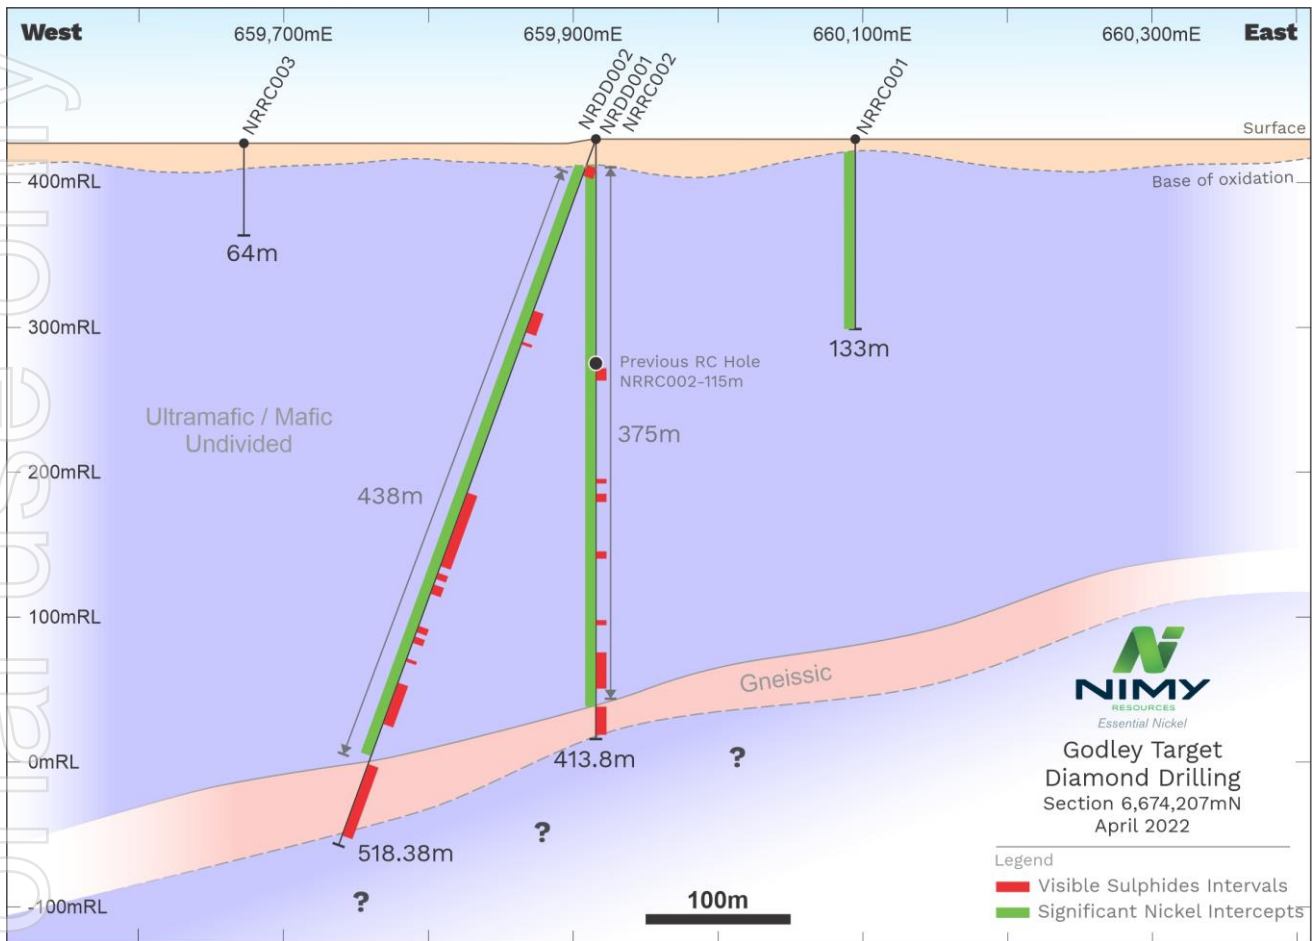 West
659,700mE
659,900mE
660,100mE
660,300mE
East
NRRC003
NRDD002
NRDD001
NRRC002
NRRC001
Surface
Base of oxidation
400mRL
300mRL
200mRL
100mRL
0mRL
-100mRL
64m
133m
Previous RC Hole
NRRC002-115m
375m
Ultramafic / Mafic
Undivided
438m
Gneissic
413.8m
518.38m
?
?
?
100m
NIMY
RESOURCES
Essential Nickel
Godley Target
Diamond Drilling
Section 6,674,207mN
April 2022
Legend
Visible Sulphides Intervals
Significant Nickel Intercepts
onal use only